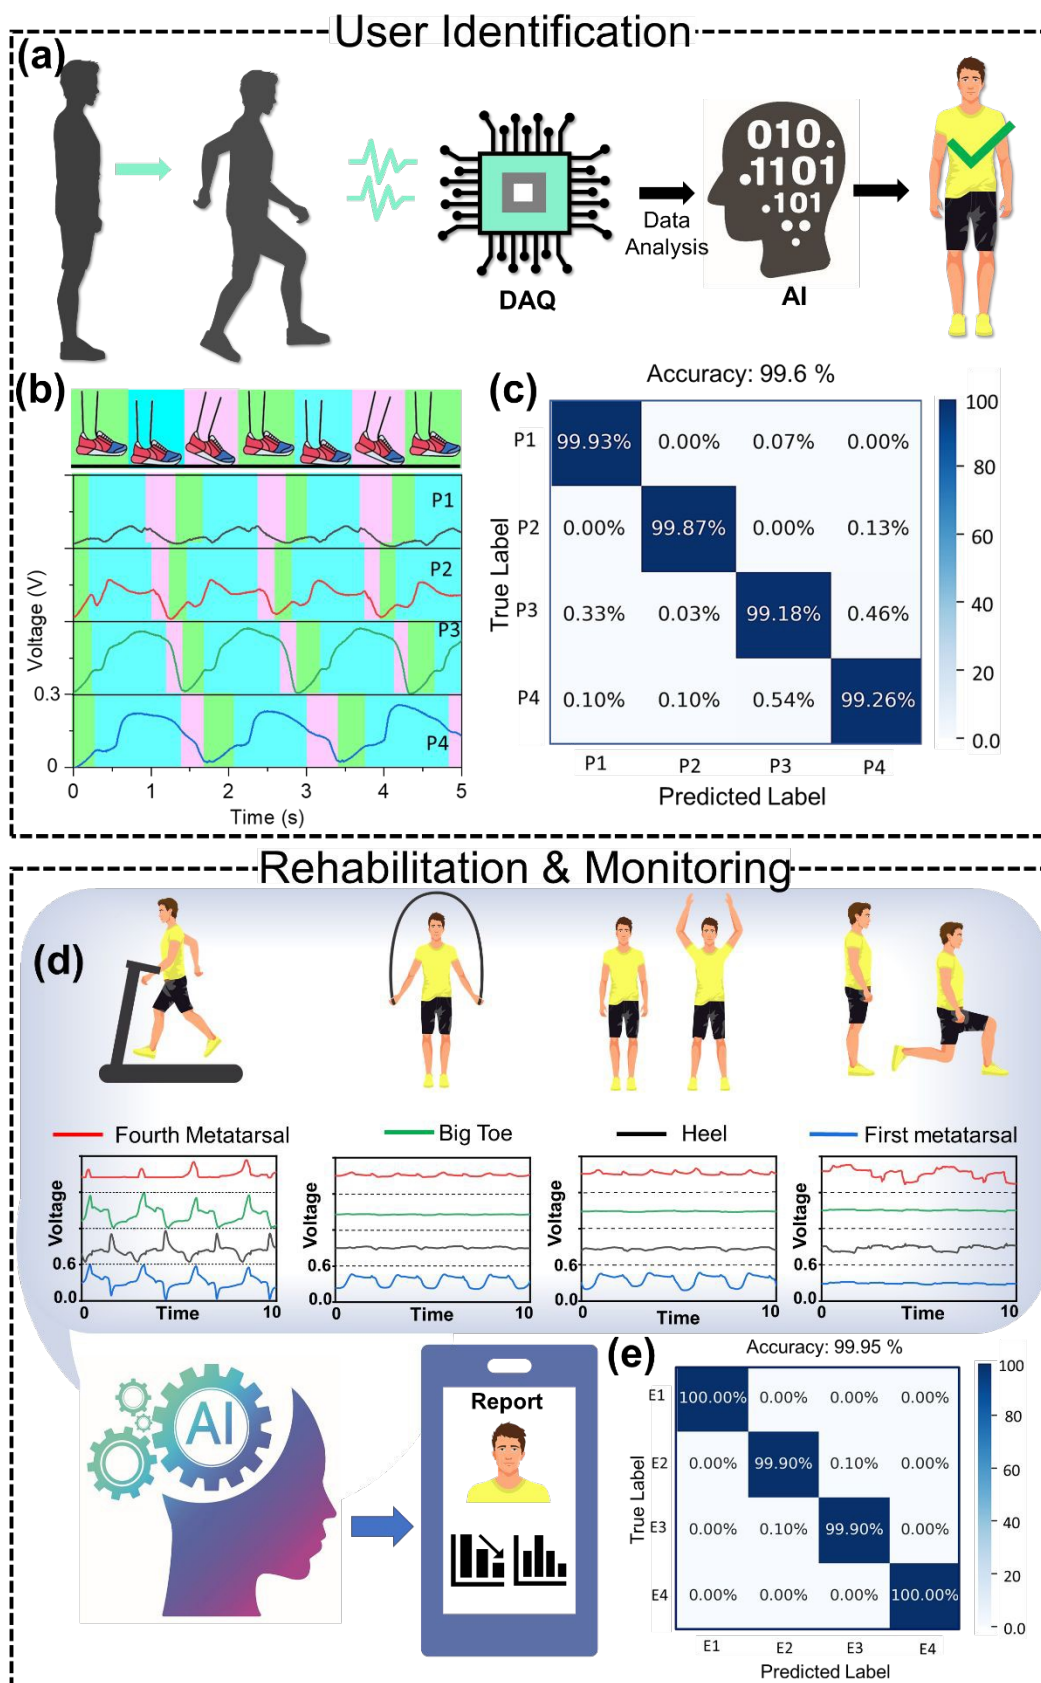 User Identification
(a)
010.
.1101
.101
Data
Analysis
DAQ
AI
(b)
P1
P2
P3
P4
Voltage (V)
0.3
0
0 1 2 3 4 5
Time (s)
(c)
Accuracy: 99.6 %
True Label
P1 99.93% 0.00% 0.07% 0.00%
P2 0.00% 99.87% 0.00% 0.13%
P3 0.33% 0.03% 99.18% 0.46%
P4 0.10% 0.10% 0.54% 99.26%
P1 P2 P3 P4
Predicted Label
100
80
60
40
20
0.0
Rehabilitation & Monitoring
(d)
Fourth Metatarsal Big Toe Heel First metatarsal
Voltage Voltage Voltage Voltage
0.6 0.6 0.6 0.6
0.0 0.0 0.0 0.0
0 Time 10 0 Time 10 0 Time 10 0 Time 10
AI
Report
(e)
Accuracy: 99.95 %
True Label
E1 100.00% 0.00% 0.00% 0.00%
E2 0.00% 99.90% 0.10% 0.00%
E3 0.00% 0.10% 99.90% 0.00%
E4 0.00% 0.00% 0.00% 100.00%
E1 E2 E3 E4
Predicted Label
100
80
60
40
20
0.0